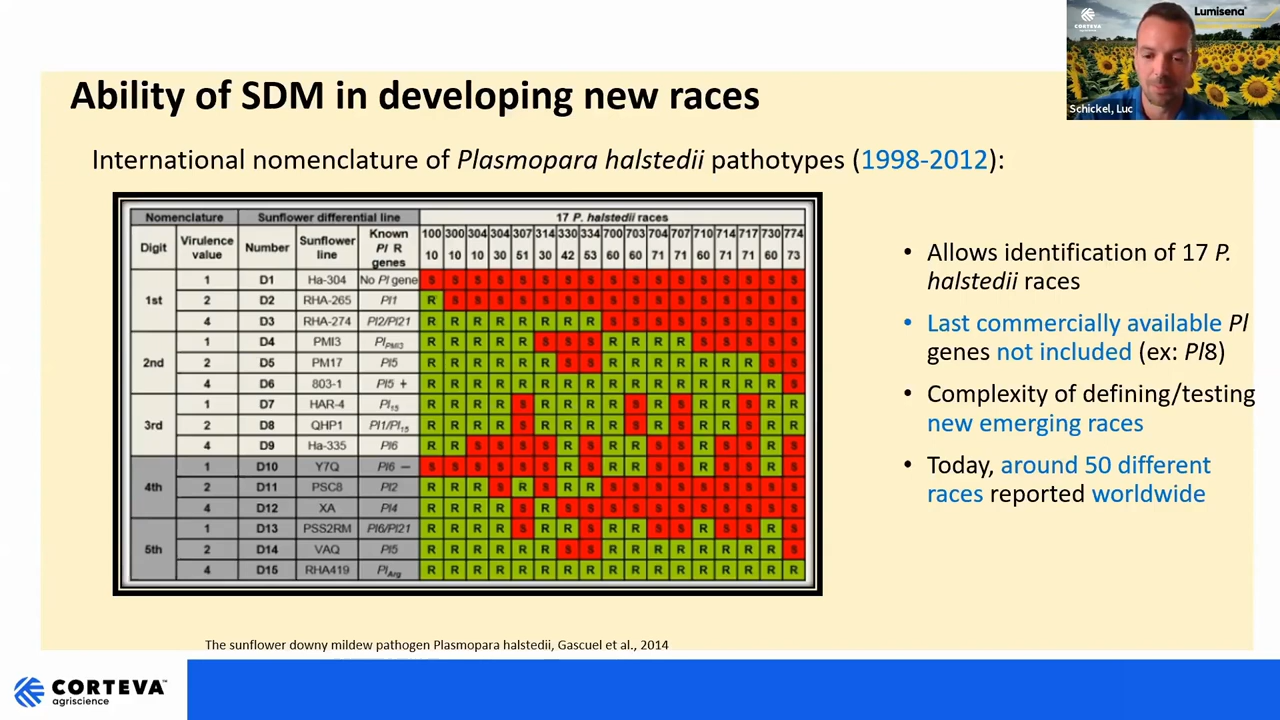 CORTEVA
agriscience
Lumisena
Schickel, Luc
Ability of SDM in developing new races
International nomenclature of Plasmopara halstedii pathotypes (1998-2012):
Nomenclature Sunflower differential line 17 P. halstedii races
Digit Virulence value Number Sunflower line Known Pl R genes 100 300 304 304 307 314 330 334 700 703 704 707 710 714 717 730 774
10 10 10 30 51 30 42 53 60 60 71 71 60 71 71 60 73
1st 1 D1 Ha-304 No Pl gene S S S S S S S S S S S S S S S S S
2 D2 RHA-265 Pl1 R S S S S S S S S S S S S S S S S
4 D3 RHA-274 Pl2/Pl21 R R R R R R R R S S S S S S S S S
2nd 1 D4 PMI3 PlPMI3 R R R R R S S S R R R R S S S S S
2 D5 PM17 Pl5 R R R R R R S S R R R R R R R S S
4 D6 803-1 Pl5 + R R R R R R R R R R R R R R R R S
3rd 1 D7 HAR-4 Pl15 R R R R S R R R R S R S R R S R R
2 D8 QHP1 Pl1/Pl15 R R R R S R R R R S R S R R S R R
4 D9 Ha-335 Pl6 R R S S S S R S R R S S R S S R S
4th 1 D10 Y7Q Pl6 – S S S S S S R S R R S S R S S R S
2 D11 PSC8 Pl2 R R R S R S R R S S S S S S S S S
4 D12 XA Pl4 R R R R S R S S S S S S S S S S S
5th 1 D13 PSS2RM Pl6/Pl21 R R R R S R R S R R S S R S S R S
2 D14 VAQ Pl5 R R R R R R S S R R R R R R R R S
4 D15 RHA419 PlArg R R R R R R R R R R R R R R R R R
• Allows identification of 17 P.
halstedii races
• Last commercially available Pl
genes not included (ex: Pl8)
• Complexity of defining/testing
new emerging races
• Today, around 50 different
races reported worldwide
The sunflower downy mildew pathogen Plasmopara halstedii, Gascuel et al., 2014
CORTEVA™
agriscience